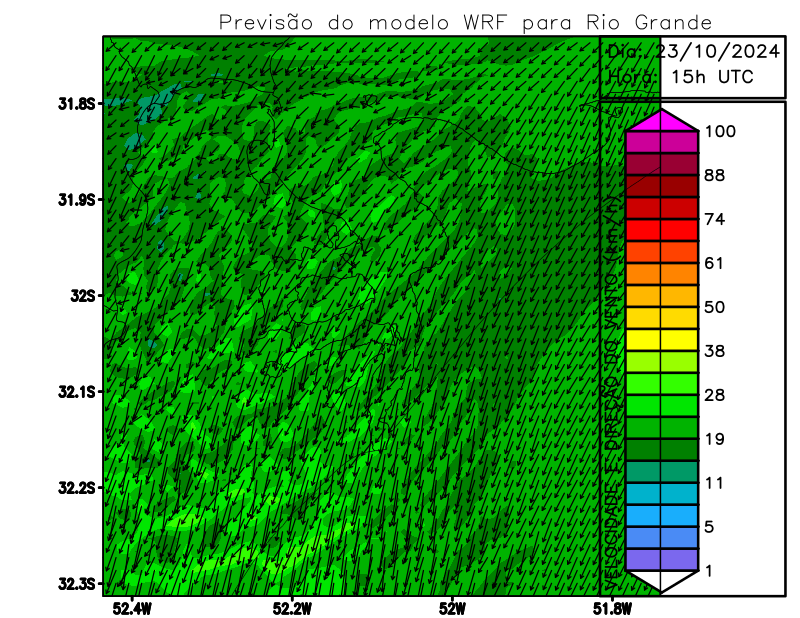 Previsão do modelo WRF para Rio Grande
Dia: 23/10/2024
Hora: 15h UTC
VELOCIDADE E DIREÇÃO DO VENTO (km/h)
100
88
74
61
50
38
28
19
11
5
1
31.8S
31.9S
32S
32.1S
32.2S
32.3S
52.4W
52.2W
52W
51.8W